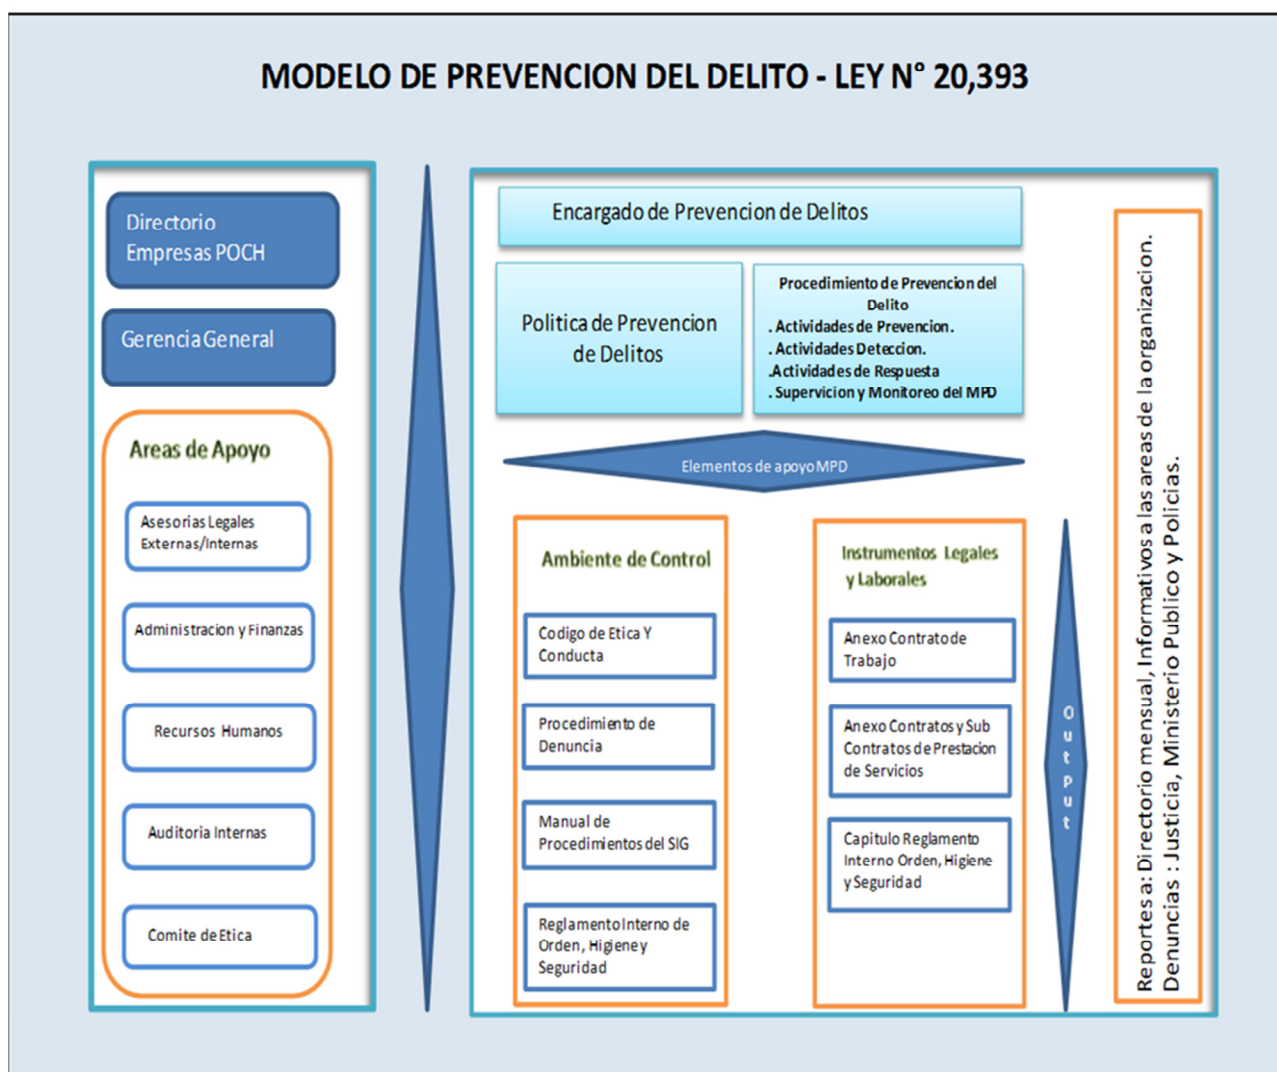 MODELO DE PREVENCION DEL DELITO - LEY N° 20,393
Directorio
Empresas POCH
Gerencia General
Areas de Apoyo
Asesorias Legales
Externas/Internas
Administracion y Finanzas
Recursos Humanos
Auditoria Internas
Comite de Etica
Encargado de Prevencion de Delitos
Politica de Prevencion
de Delitos
Procedimiento de Prevencion del
Delito
. Actividades de Prevencion.
. Actividades Deteccion.
.Actividades de Respuesta
. Supervicion y Monitoreo del MPD
Elementos de apoyo MPD
Ambiente de Control
Codigo de Etica Y
Conducta
Procedimiento de
Denuncia
Manual de
Procedimientos del SIG
Reglamento Interno de
Orden, Higiene y
Seguridad
Instrumentos Legales
y Laborales
Anexo Contrato de
Trabajo
Anexo Contratos y Sub
Contratos de Prestacion
de Servicios
Capitulo Reglamento
Interno Orden, Higiene
y Seguridad
Output
Reportes a: Directorio mensual, Informativos a las areas de la organizacion.
Denuncias : Justicia, Ministerio Publico y Policias.